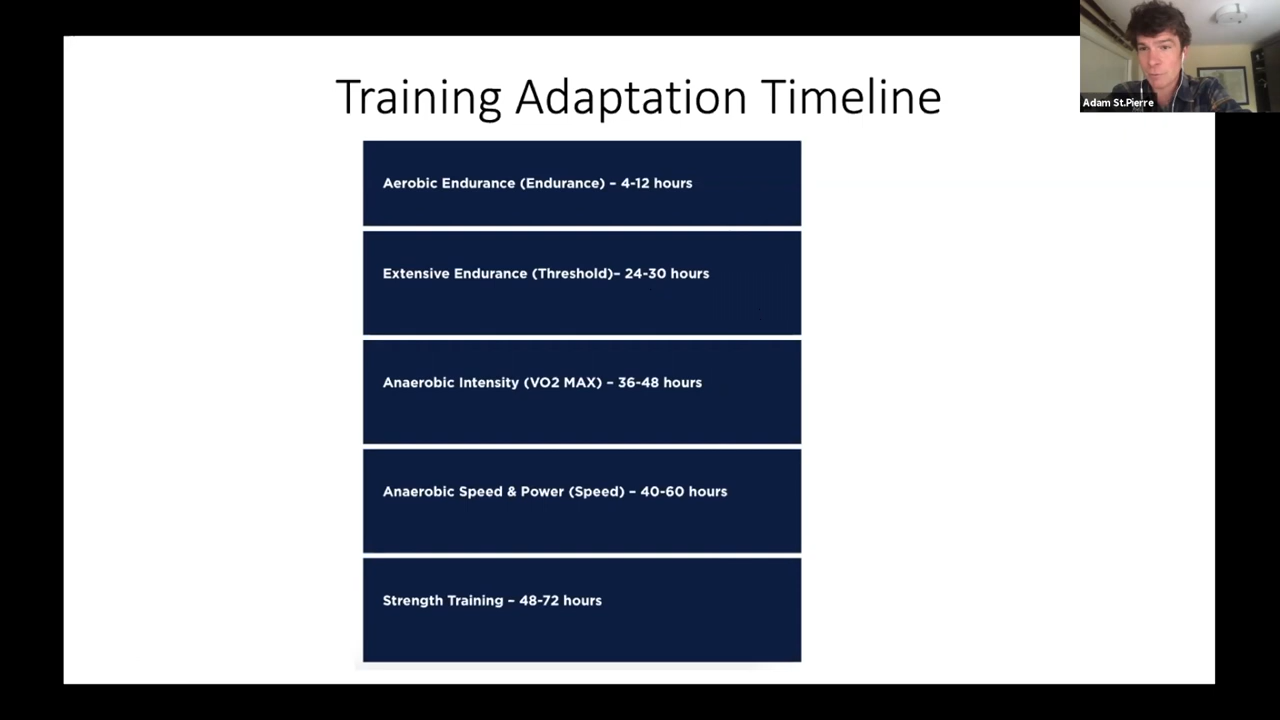 Training Adaptation Timeline
Adam St.Pierre
Aerobic Endurance (Endurance) – 4-12 hours
Extensive Endurance (Threshold)– 24-30 hours
Anaerobic Intensity (VO2 MAX) – 36-48 hours
Anaerobic Speed & Power (Speed) – 40-60 hours
Strength Training – 48-72 hours